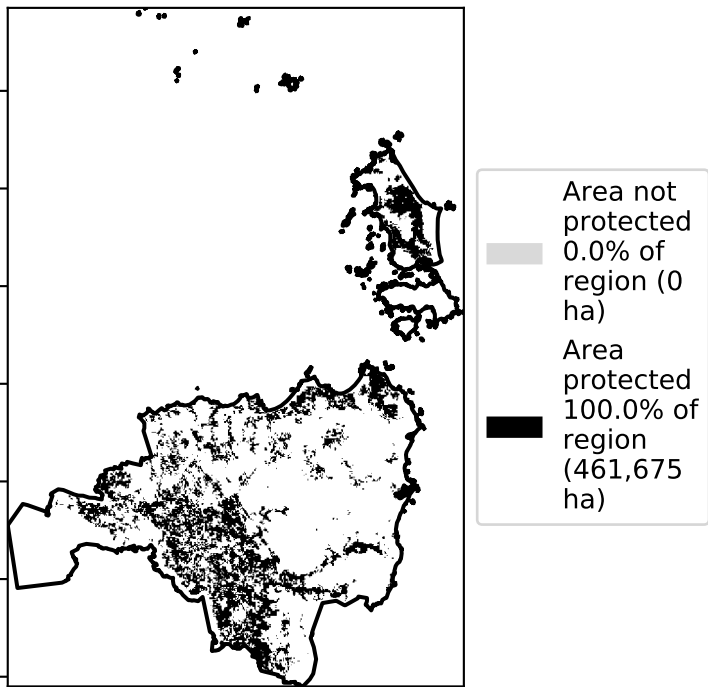 Area not
protected
0.0% of
region (0
ha)
Area
protected
100.0% of
region
(461,675
ha)